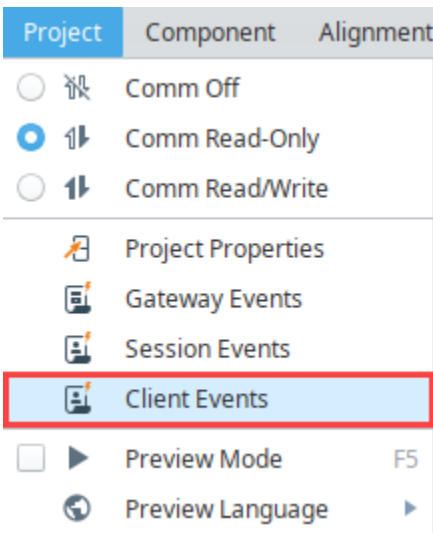 Project Component Alignment
Comm Off
Comm Read-Only
Comm Read/Write
Project Properties
Gateway Events
Session Events
Client Events
Preview Mode F5
Preview Language